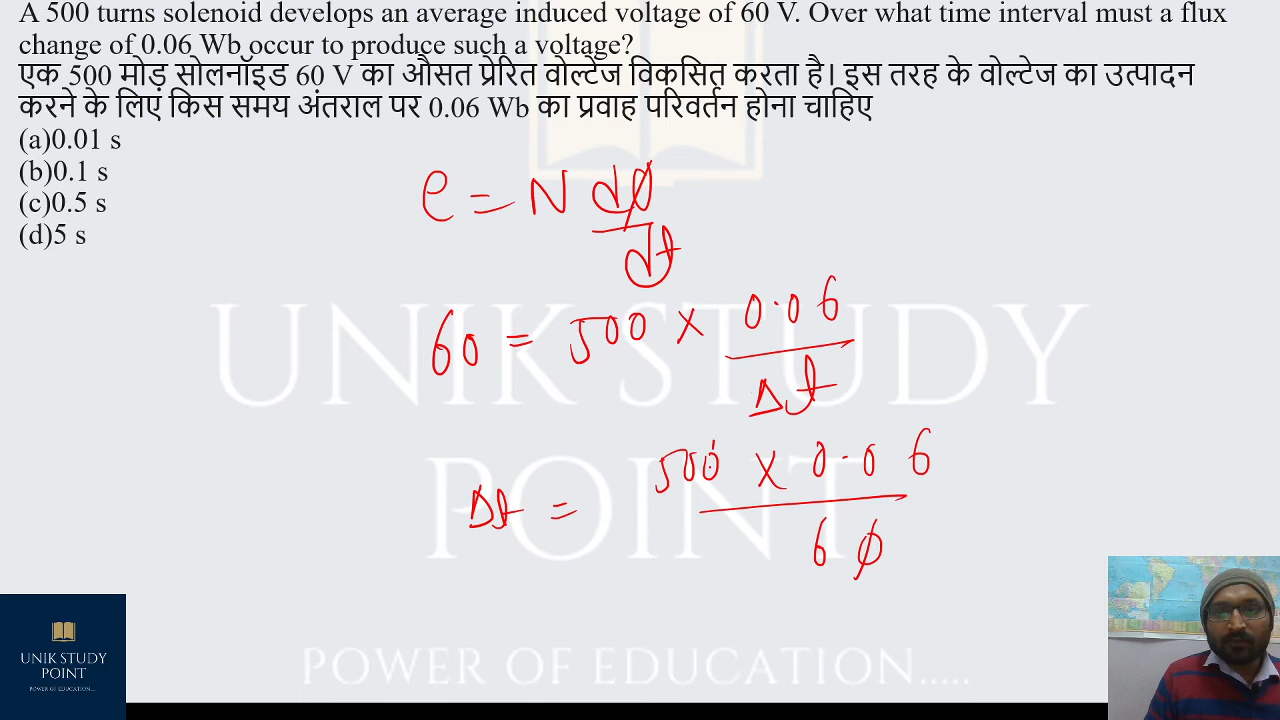 A 500 turns solenoid develops an average induced voltage of 60 V. Over what time interval must a flux
change of 0.06 Wb occur to produce such a voltage?
एक 500 मोड़ सोलनॉइड 60 V का औसत प्रेरित वोल्टेज विकसित करता है। इस तरह के वोल्टेज का उत्पादन
करने के लिए किस समय अंतराल पर 0.06 Wb का प्रवाह परिवर्तन होना चाहिए
(a)0.01 s
(b)0.1 s
(c)0.5 s
(d)5 s
e = N dφ
dt
60 = 500 × 0.06
Δt
500 × 0.06
Δt =
60
UNIK STUDY
POINT
POWER OF EDUCATION.....
UNIK STUDY
POINT
POWER OF EDUCATION....